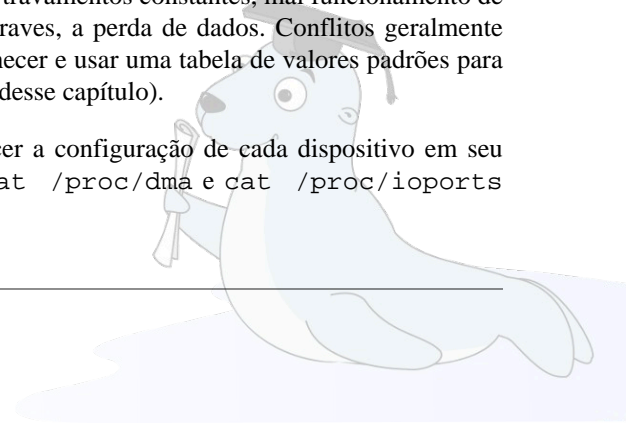 travamentos constantes, mal funcionamento de
raves, a perda de dados. Conflitos geralmente
necer e usar uma tabela de valores padrões para
desse capítulo).
cer a configuração de cada dispositivo em seu
at /proc/dma e cat /proc/ioports